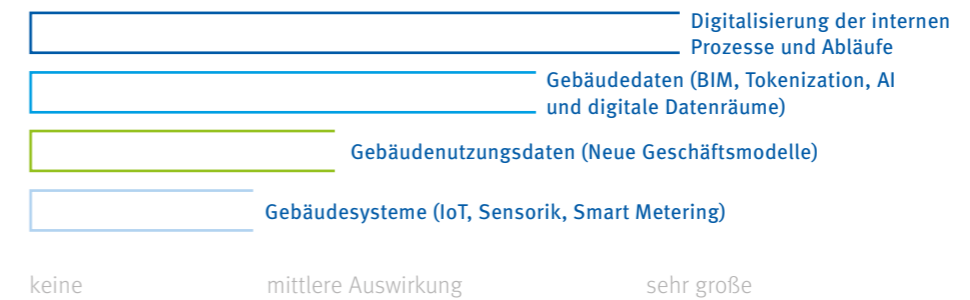 Digitalisierung der internen
Prozesse und Abläufe
Gebäudedaten (BIM, Tokenization, AI
und digitale Datenräume)
Gebäudenutzungsdaten (Neue Geschäftsmodelle)
Gebäudesysteme (IoT, Sensorik, Smart Metering)
keine mittlere Auswirkung sehr große